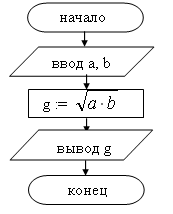 начало
ввод a, b
g := √a · b
вывод g
конец